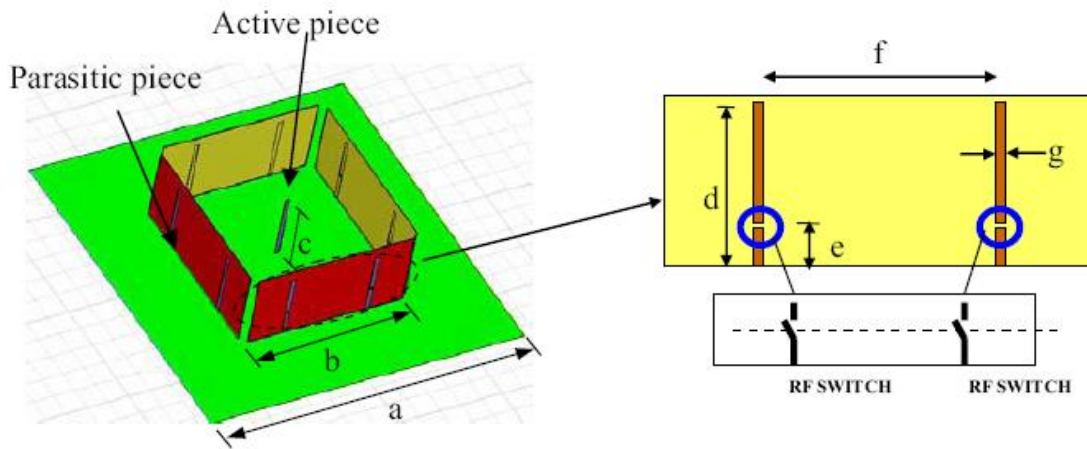 Active piece
Parasitic piece
f
g
d
e
c
b
a
RF SWITCH
RF SWITCH